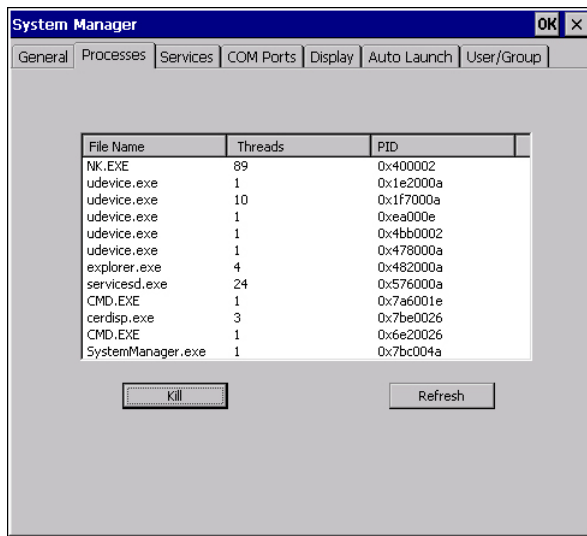 System Manager OK ×
General Processes Services COM Ports Display Auto Launch User/Group
File Name Threads PID
NK.EXE 89 0x400002
udevice.exe 1 0x1e2000a
udevice.exe 10 0x1f7000a
udevice.exe 1 0xea000e
udevice.exe 1 0x4bb0002
udevice.exe 1 0x478000a
explorer.exe 4 0x482000a
servicesd.exe 24 0x576000a
CMD.EXE 1 0x7a6001e
cerdisp.exe 3 0x7be0026
CMD.EXE 1 0x6e20026
SystemManager.exe 1 0x7bc004a
Kill Refresh